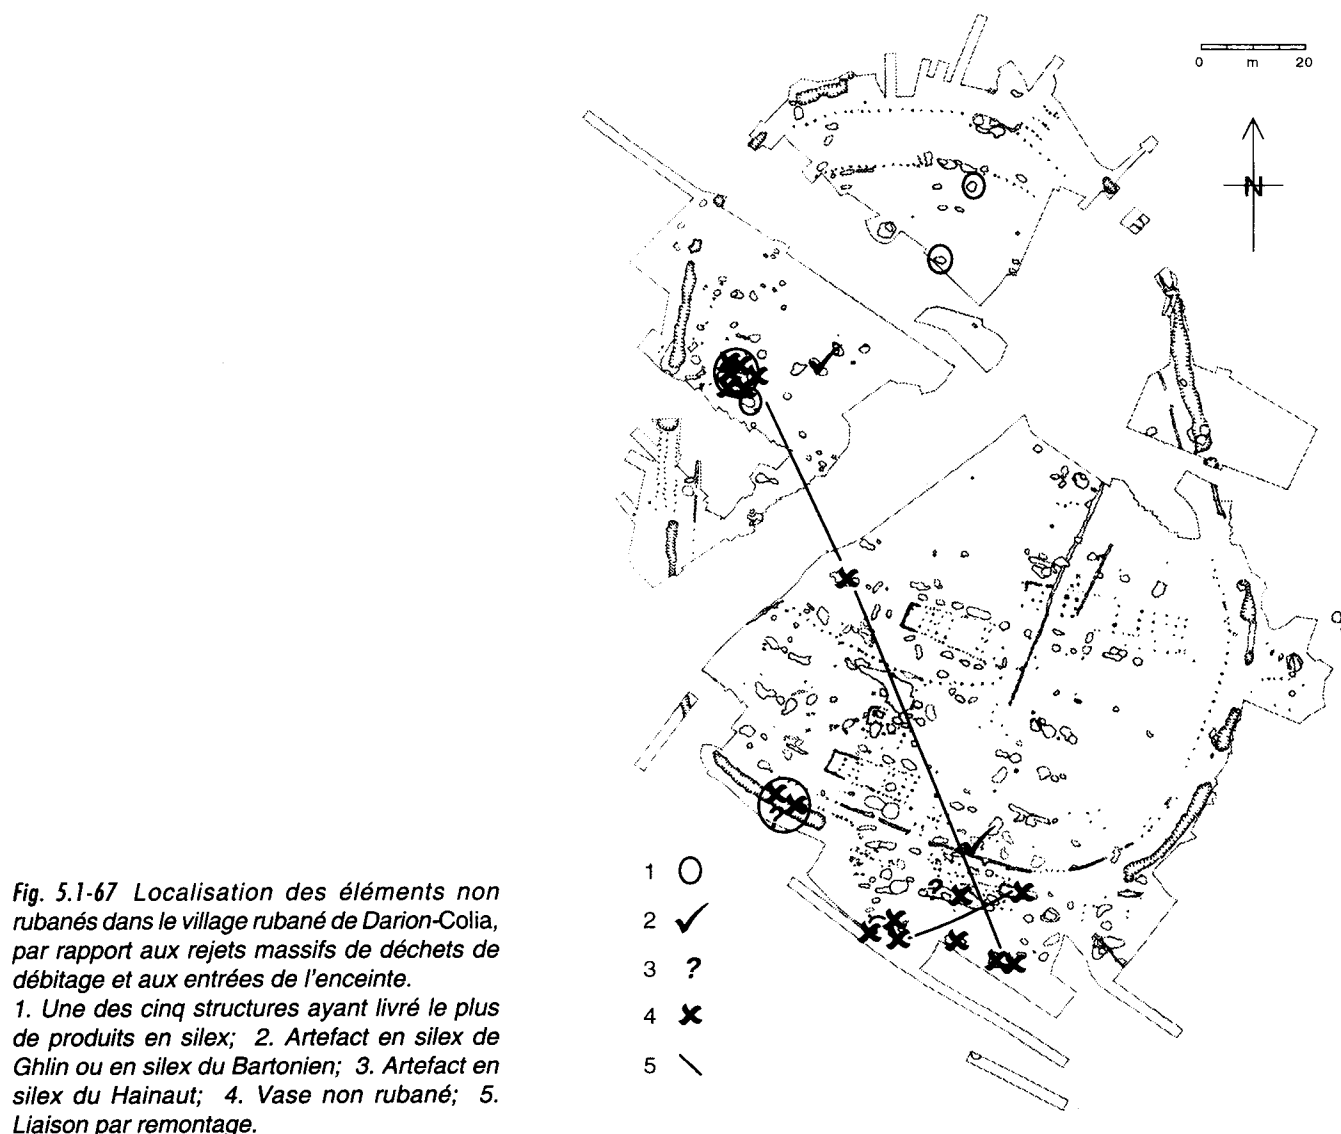 0 m 20
N
1
2
3 ?
4
5
Fig. 5.1-67 Localisation des éléments non
rubanés dans le village rubané de Darion-Colia,
par rapport aux rejets massifs de déchets de
débitage et aux entrées de l'enceinte.
1. Une des cinq structures ayant livré le plus
de produits en silex; 2. Artefact en silex de
Ghlin ou en silex du Bartonien; 3. Artefact en
silex du Hainaut; 4. Vase non rubané; 5.
Liaison par remontage.